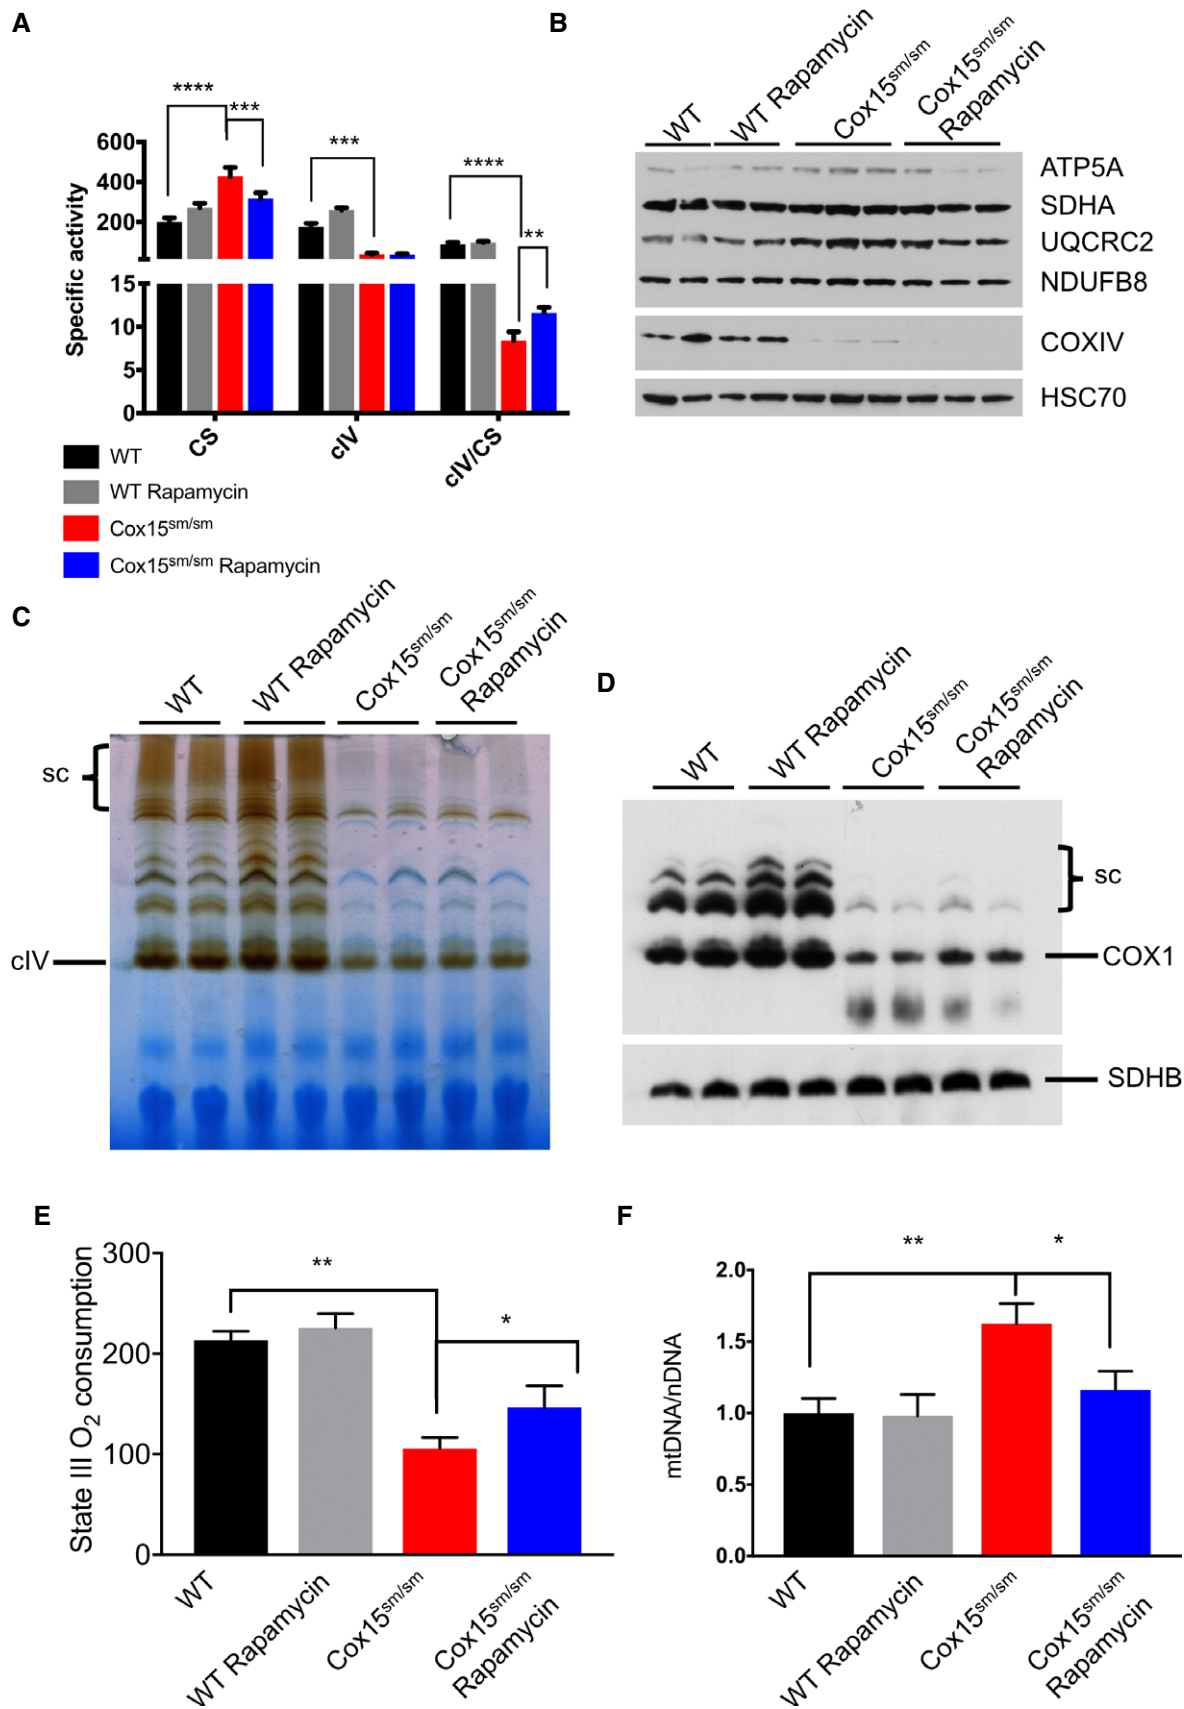 A
****
***
***
****
**
Specific activity
600
400
200
15
10
5
0
CS
cIV
cIV/CS
WT
WT Rapamycin
Cox15sm/sm
Cox15sm/sm Rapamycin
B
WT
WT Rapamycin
Cox15sm/sm
Cox15sm/sm
Rapamycin
ATP5A
SDHA
UQCRC2
NDUFB8
COXIV
HSC70
C
WT
WT Rapamycin
Cox15sm/sm
Cox15sm/sm
Rapamycin
sc
cIV
D
WT
WT Rapamycin
Cox15sm/sm
Cox15sm/sm
Rapamycin
sc
COX1
SDHB
E
State III O2 consumption
300
200
100
0
**
*
WT
WT Rapamycin
Cox15sm/sm
Cox15sm/sm
Rapamycin
F
mtDNA/nDNA
2.0
1.5
1.0
0.5
0.0
**
*
WT
WT Rapamycin
Cox15sm/sm
Cox15sm/sm
Rapamycin